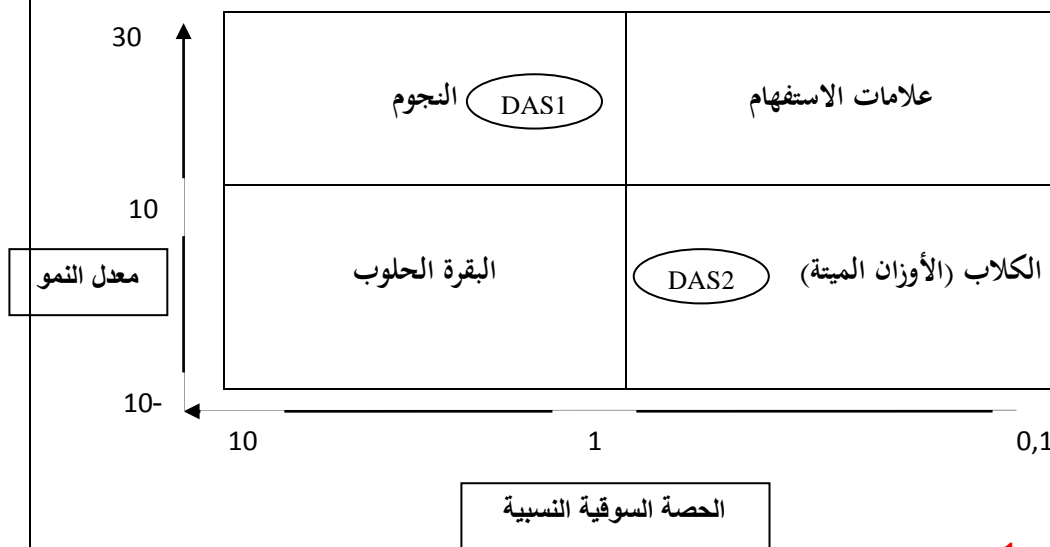 30
علامات الاستفهام
DAS1 النجوم
10
معدل النمو
الكلاب (الأوزان الميتة) DAS2
البقرة الحلوب
10-
10
1
0,1
الحصة السوقية النسبية